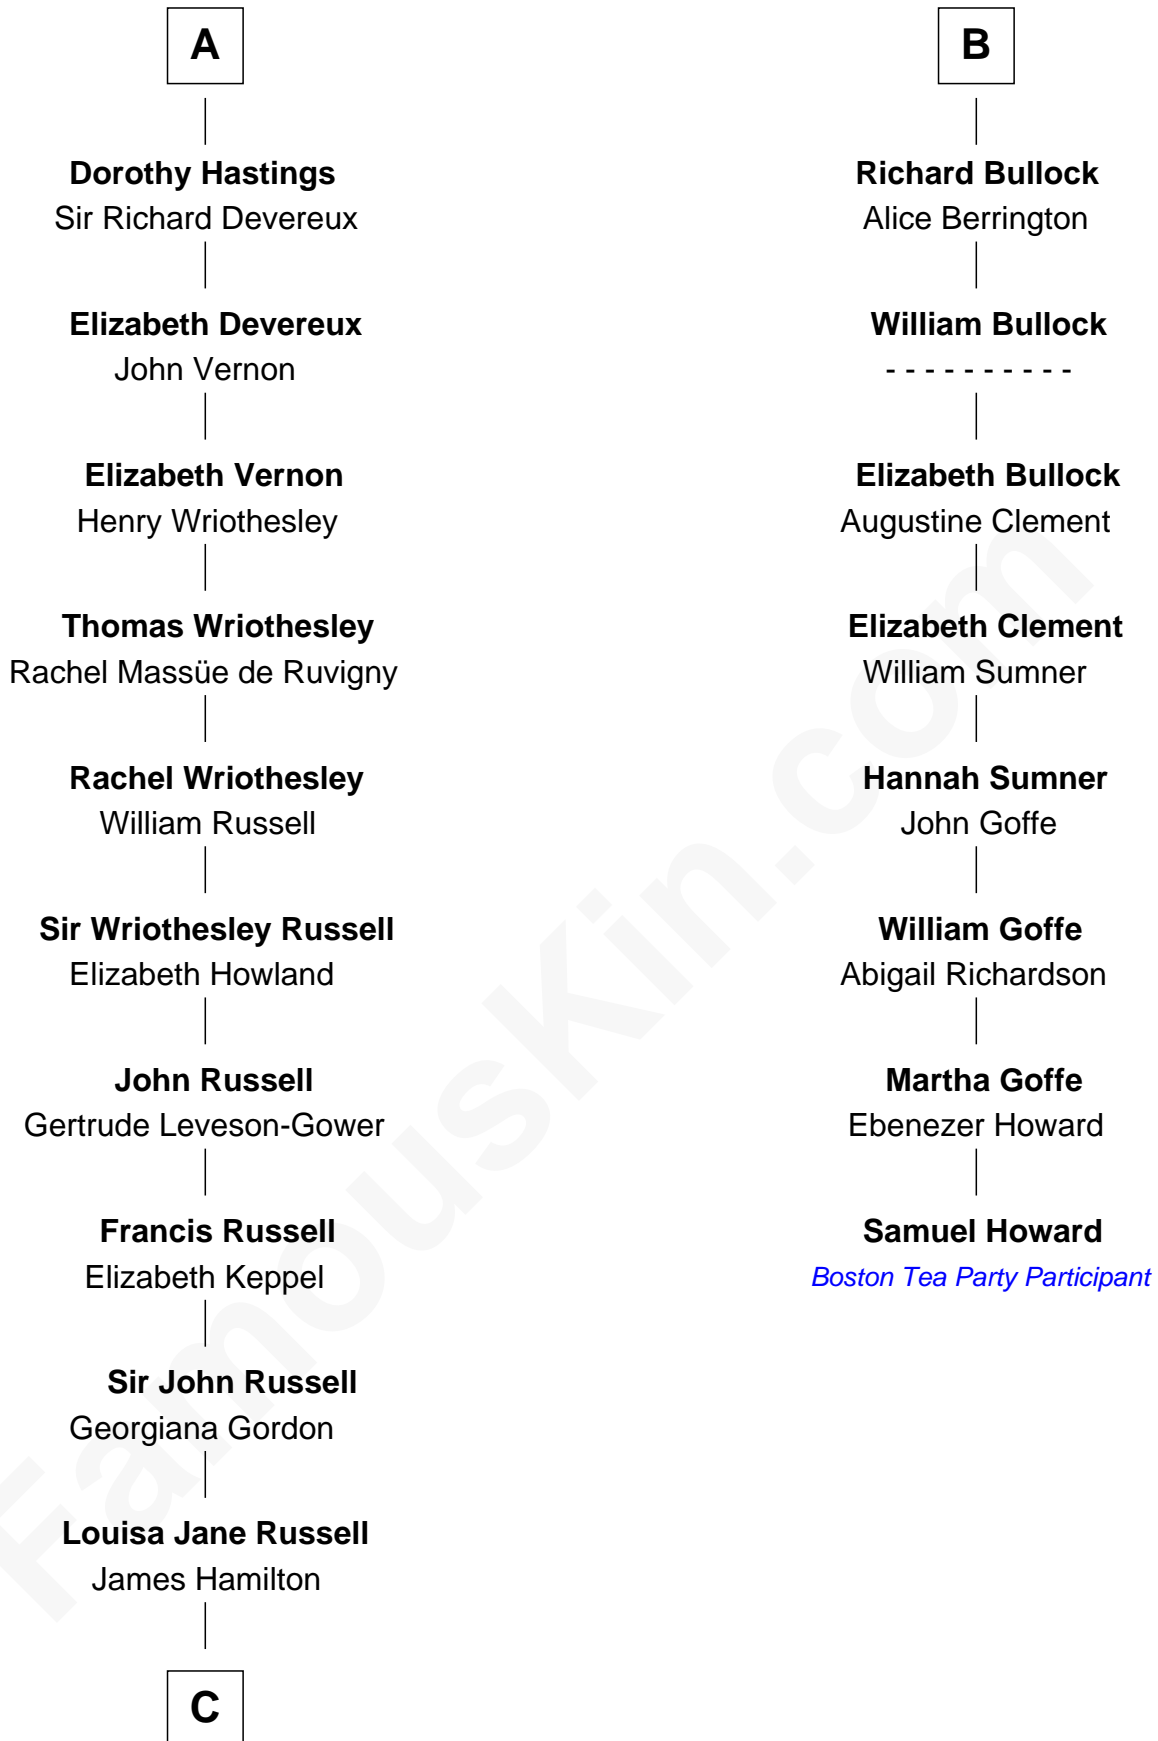 A
Dorothy Hastings
Sir Richard Devereux
Elizabeth Devereux
John Vernon
Elizabeth Vernon
Henry Wriothesley
Thomas Wriothesley
Rachel Massüe de Ruvigny
Rachel Wriothesley
William Russell
Sir Wriothesley Russell
Elizabeth Howland
John Russell
Gertrude Leveson-Gower
Francis Russell
Elizabeth Keppel
Sir John Russell
Georgiana Gordon
Louisa Jane Russell
James Hamilton
C
B
Richard Bullock
Alice Berrington
William Bullock
- - - - - - - - - -
Elizabeth Bullock
Augustine Clement
Elizabeth Clement
William Sumner
Hannah Sumner
John Goffe
William Goffe
Abigail Richardson
Martha Goffe
Ebenezer Howard
Samuel Howard
Boston Tea Party Participant
FamousKin.com